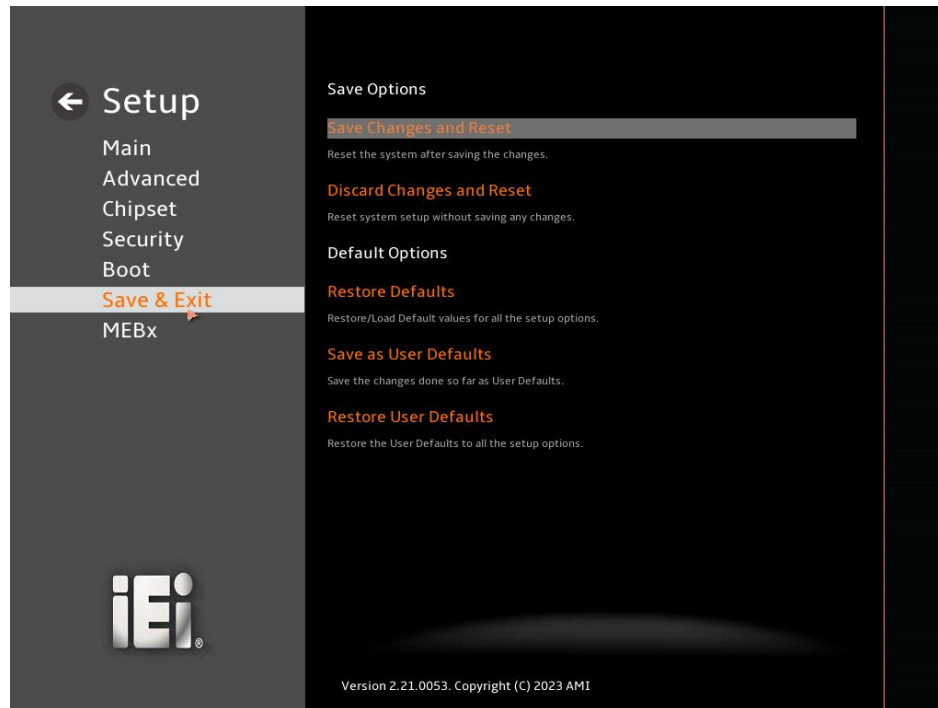 Setup
Main
Advanced
Chipset
Security
Boot
Save & Exit
MEBx
iEi®
Save Options
Save Changes and Reset
Reset the system after saving the changes.
Discard Changes and Reset
Reset system setup without saving any changes.
Default Options
Restore Defaults
Restore/Load Default values for all the setup options.
Save as User Defaults
Save the changes done so far as User Defaults.
Restore User Defaults
Restore the User Defaults to all the setup options.
Version 2.21.0053. Copyright (C) 2023 AMI